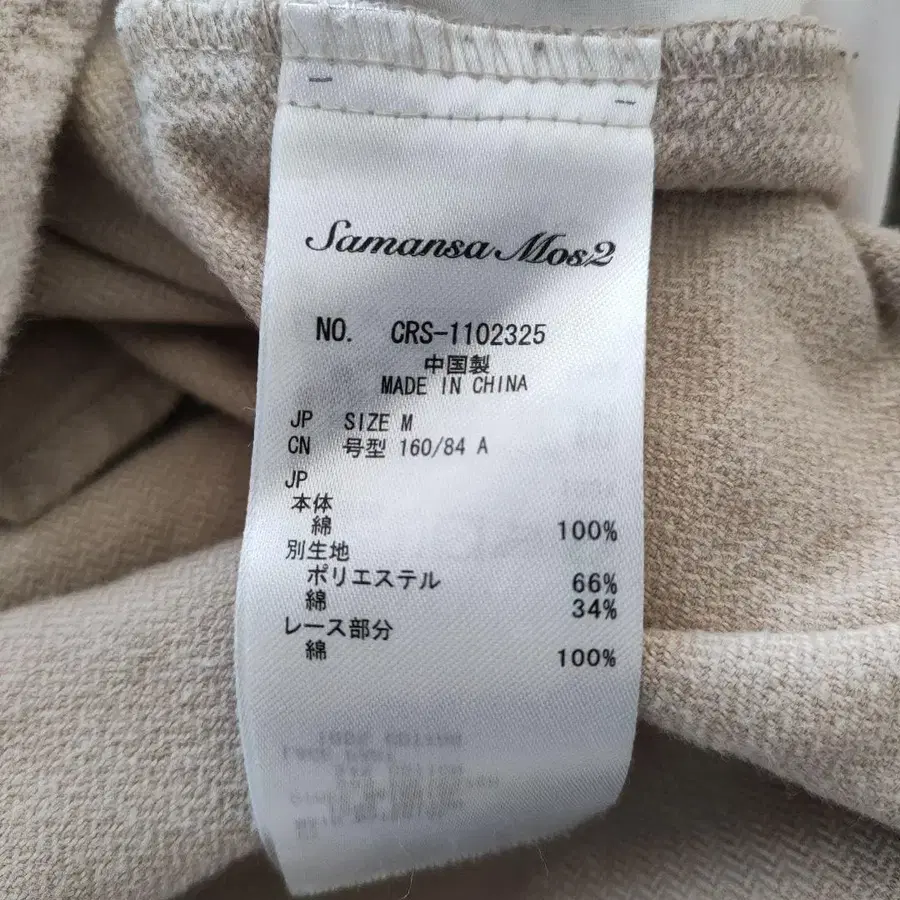 Samansa Mos2
NO. CRS-1102325
中国製
MADE IN CHINA
JP SIZE M
CN 号型 160/84 A
JP
本体
綿 100%
別生地
ポリエステル 66%
綿 34%
レース部分
綿 100%